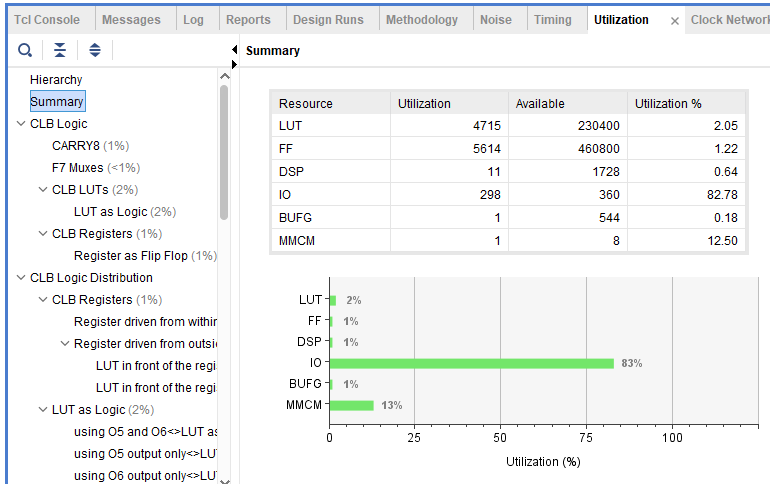 Tcl Console Messages Log Reports Design Runs Methodology Noise Timing Utilization × Clock Network
Summary
Hierarchy
Summary
CLB Logic
CARRY8 (1%)
F7 Muxes (<1%)
CLB LUTs (2%)
LUT as Logic (2%)
CLB Registers (1%)
Register as Flip Flop (1%)
CLB Logic Distribution
CLB Registers (1%)
Register driven from within
Register driven from outsi
LUT in front of the regi
LUT in front of the regi
LUT as Logic (2%)
using O5 and O6<>LUT as
using O5 output only<>LU
using O6 output only<>LU
Resource Utilization Available Utilization %
LUT 4715 230400 2.05
FF 5614 460800 1.22
DSP 11 1728 0.64
IO 298 360 82.78
BUFG 1 544 0.18
MMCM 1 8 12.50
LUT 2%
FF 1%
DSP 1%
IO 83%
BUFG 1%
MMCM 13%
0 25 50 75 100
Utilization (%)